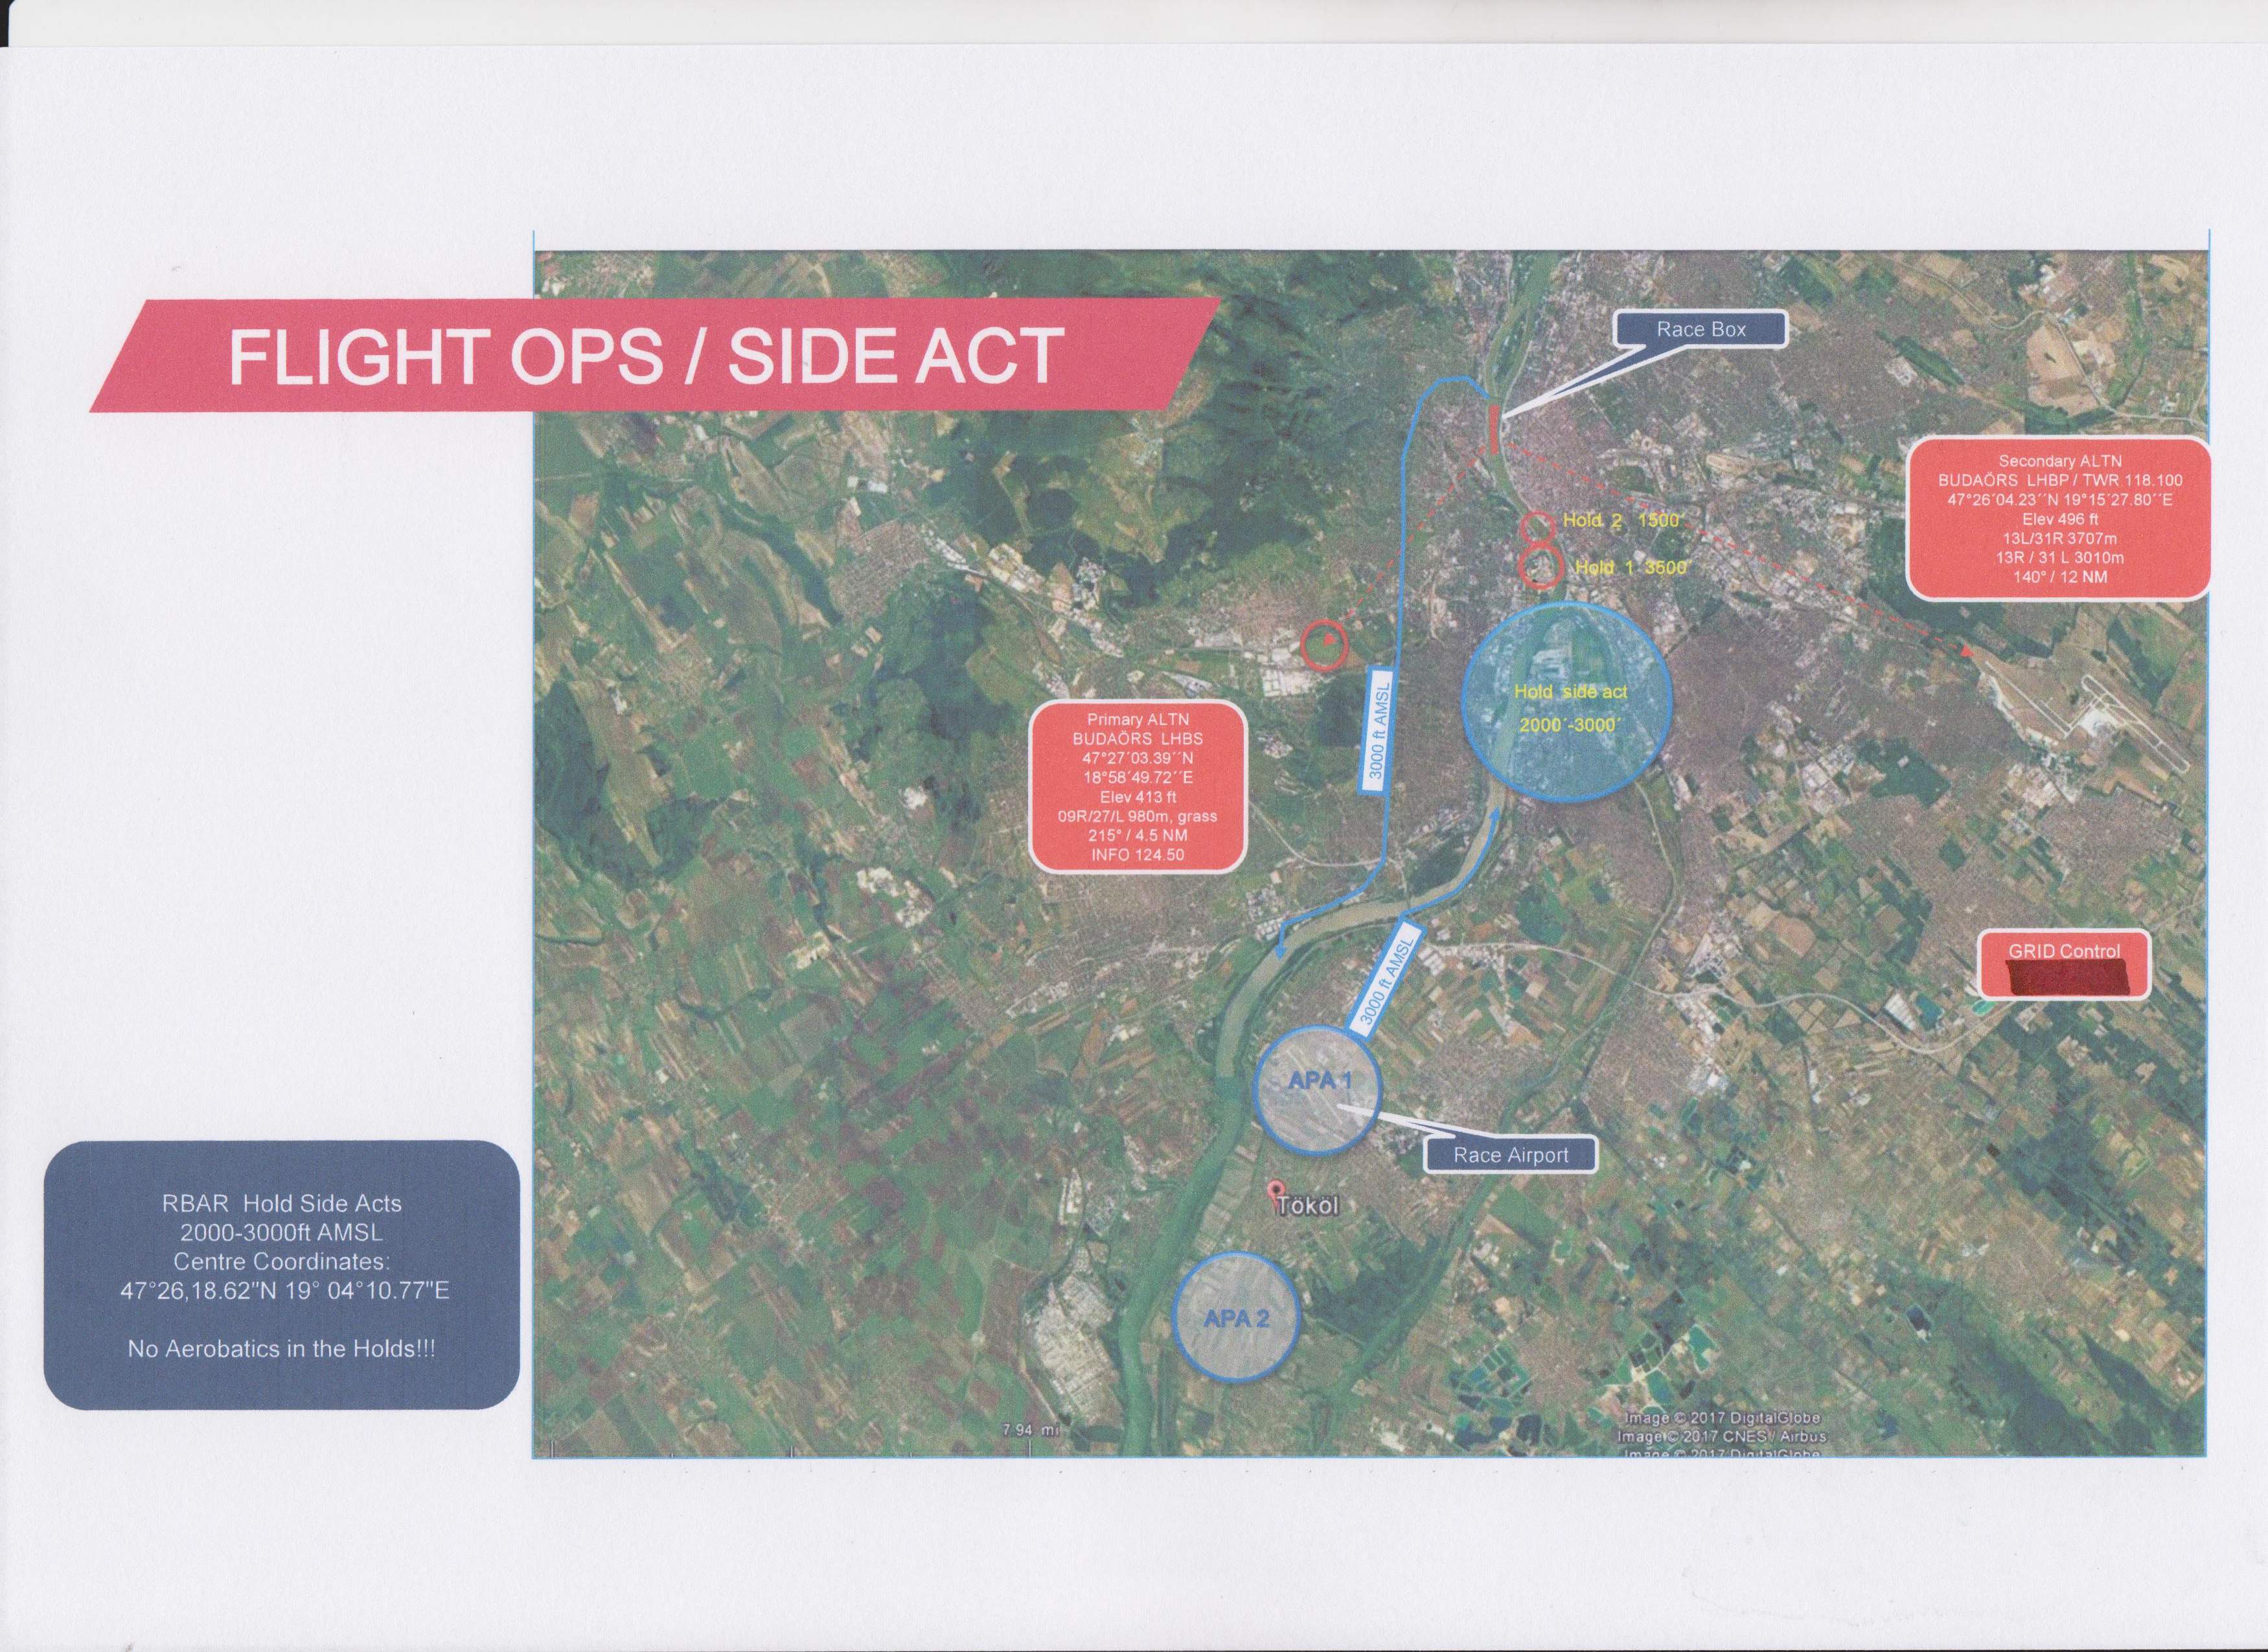 FLIGHT OPS / SIDE ACT
Race Box
Secondary ALTN
BUDAÖRS LHBP / TWR 118.100
47°26´04.23´´N 19°15´27.80´´E
Elev 496 ft
13L/31R 3707m
13R / 31 L 3010m
140° / 12 NM
Hold 2 1500´
Hold 1 3500´
Hold side act
2000´-3000´
3000 ft AMSL
Primary ALTN
BUDAÖRS LHBS
47°27´03.39´´N
18°58´49.72´´E
Elev 413 ft
09R/27/L 980m, grass
215° / 4.5 NM
INFO 124.50
GRID Control
3000 ft AMSL
APA 1
Race Airport
Tököl
APA 2
RBAR Hold Side Acts
2000-3000ft AMSL
Centre Coordinates:
47°26,18.62"N 19° 04°10.77"E
No Aerobatics in the Holds!!!
7.94 mi
Image © 2017 DigitalGlobe
Image © 2017 CNES / Airbus
Image © 2017 DigitalGlobe